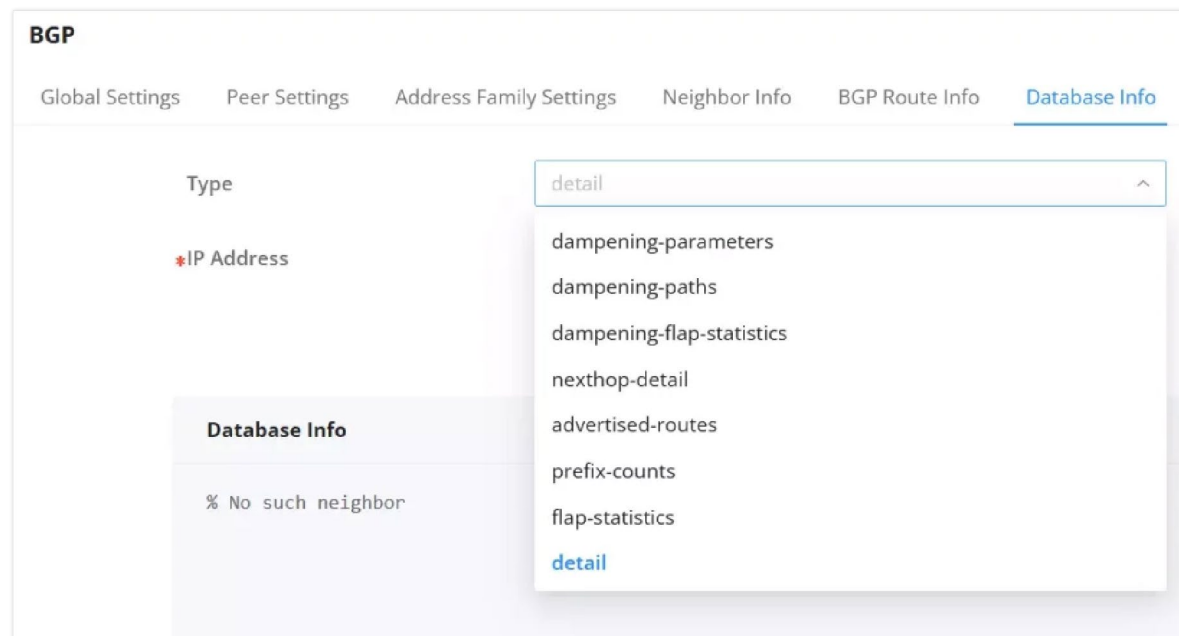 BGP
Global Settings Peer Settings Address Family Settings Neighbor Info BGP Route Info Database Info
Type detail
*IP Address
dampening-parameters
dampening-paths
dampening-flap-statistics
nexthop-detail
advertised-routes
prefix-counts
flap-statistics
detail
Database Info
% No such neighbor